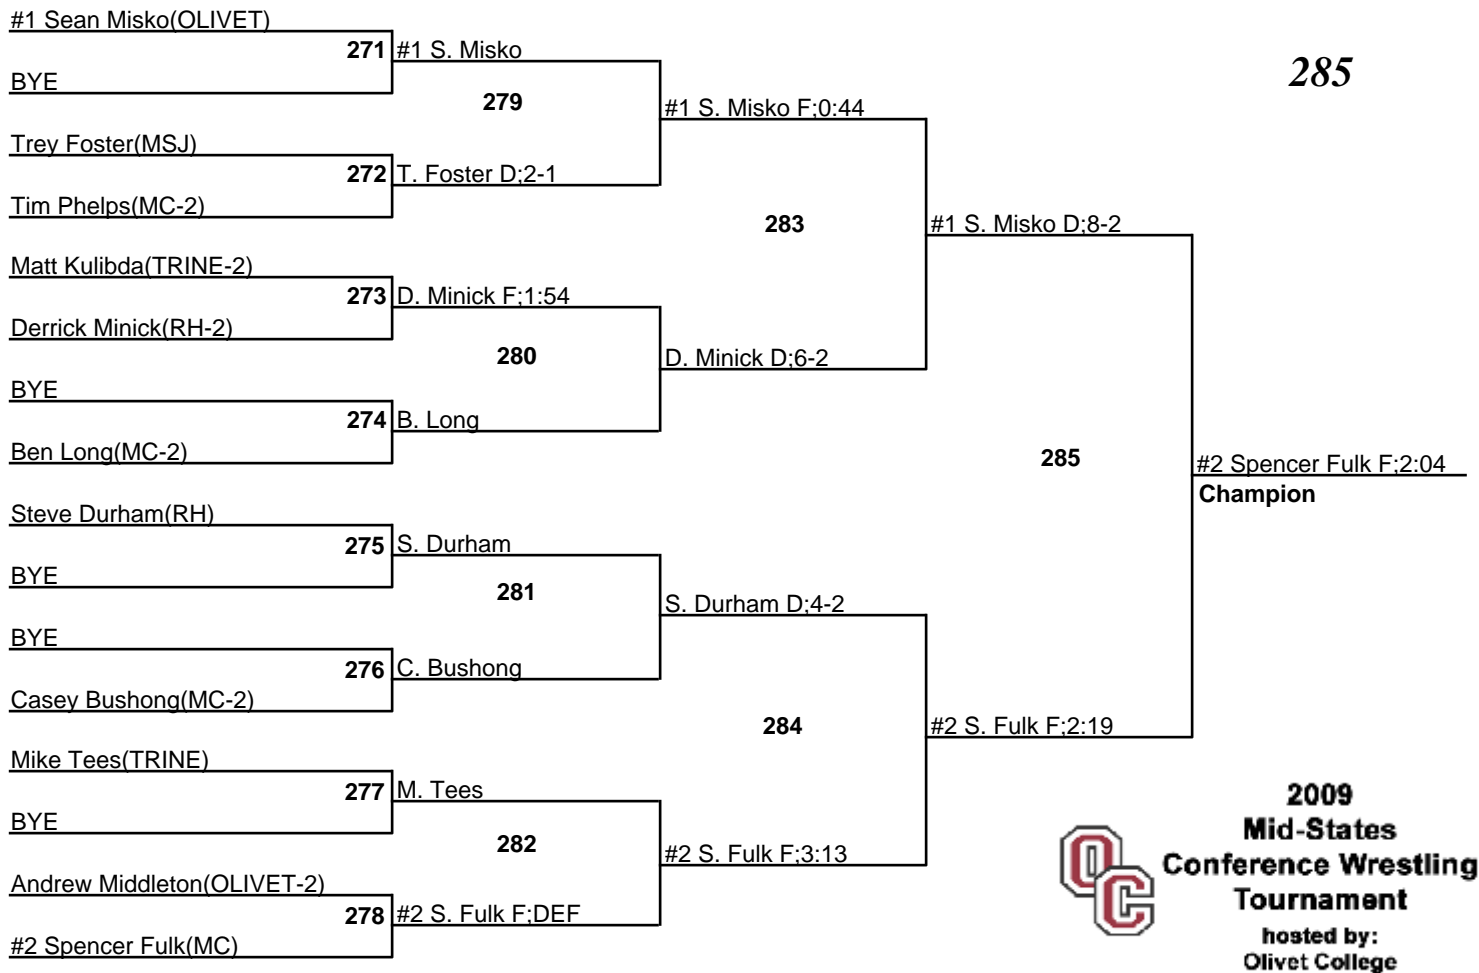 #1 Sean Misko(OLIVET)
271
#1 S. Misko
BYE
285
279
#1 S. Misko F;0:44
Trey Foster(MSJ)
272
T. Foster D;2-1
Tim Phelps(MC-2)
283
#1 S. Misko D;8-2
Matt Kulibda(TRINE-2)
273
D. Minick F;1:54
Derrick Minick(RH-2)
280
D. Minick D;6-2
BYE
274
B. Long
Ben Long(MC-2)
285
#2 Spencer Fulk F;2:04
Champion
Steve Durham(RH)
275
S. Durham
BYE
281
S. Durham D;4-2
BYE
276
C. Bushong
Casey Bushong(MC-2)
284
#2 S. Fulk F;2:19
Mike Tees(TRINE)
277
M. Tees
BYE
282
#2 S. Fulk F;3:13
Andrew Middleton(OLIVET-2)
278
#2 S. Fulk F;DEF
#2 Spencer Fulk(MC)
OC
2009
Mid-States
Conference Wrestling
Tournament
hosted by:
Olivet College